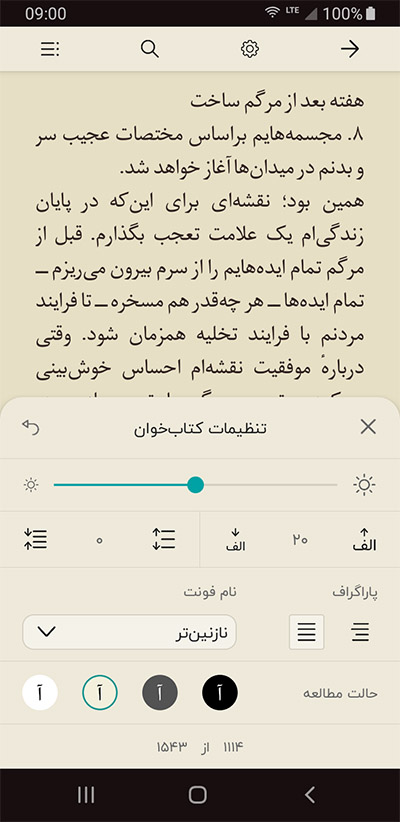 09:00 LTE 100%
هفته بعد از مرگم ساخت
۸. مجسمه‌هایم براساس مختصات عجیب سر
و بدنم در میدان‌ها آغاز خواهد شد.
همین بود؛ نقشه‌ای برای این‌که در پایان
زندگی‌ام یک علامت تعجب بگذارم. قبل از
مرگم تمام ایده‌هایم را از سرم بیرون می‌ریزم ـــ
تمام ایده‌ها ـــ هر چه‌قدر هم مسخره ـــ تا فرایند
مردنم با فرایند تخلیه همزمان شود. وقتی
دربارهٔ موفقیت نقشه‌ام احساس خوش‌بینی
تنظیمات کتاب‌خوان
الف ۲۰ الف ۰
پاراگراف نام فونت
نازنین‌تر
حالت مطالعه آ آ آ آ
۱۱۱۴ از ۱۵۴۳